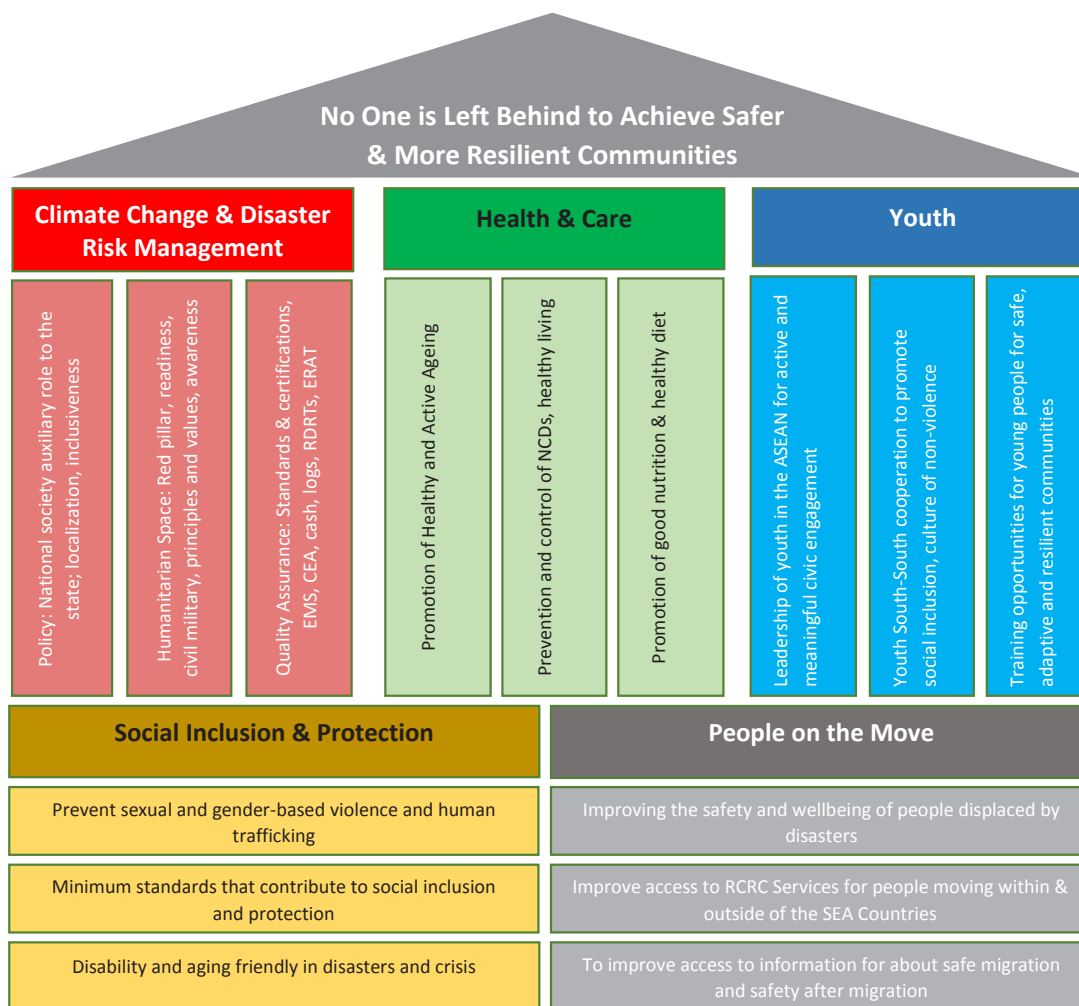 No One is Left Behind to Achieve Safer
& More Resilient Communities
Climate Change & Disaster
Risk Management
Health & Care
Youth
Policy: National society auxiliary role to the
state; localization, inclusiveness
Humanitarian Space: Red pillar, readiness,
civil military, principles and values, awareness
Quality Assurance: Standards & certifications,
EMS, CEA, cash, logs, RDRTs, ERAT
Promotion of Healthy and Active Ageing
Prevention and control of NCDs, healthy living
Promotion of good nutrition & healthy diet
Leadership of youth in the ASEAN for active and
meaningful civic engagement
Youth South-South cooperation to promote
social inclusion, culture of non-violence
Training opportunities for young people for safe,
adaptive and resilient communities
Social Inclusion & Protection
Prevent sexual and gender-based violence and human
trafficking
Minimum standards that contribute to social inclusion
and protection
Disability and aging friendly in disasters and crisis
People on the Move
Improving the safety and wellbeing of people displaced by
disasters
Improve access to RCRC Services for people moving within &
outside of the SEA Countries
To improve access to information for about safe migration
and safety after migration